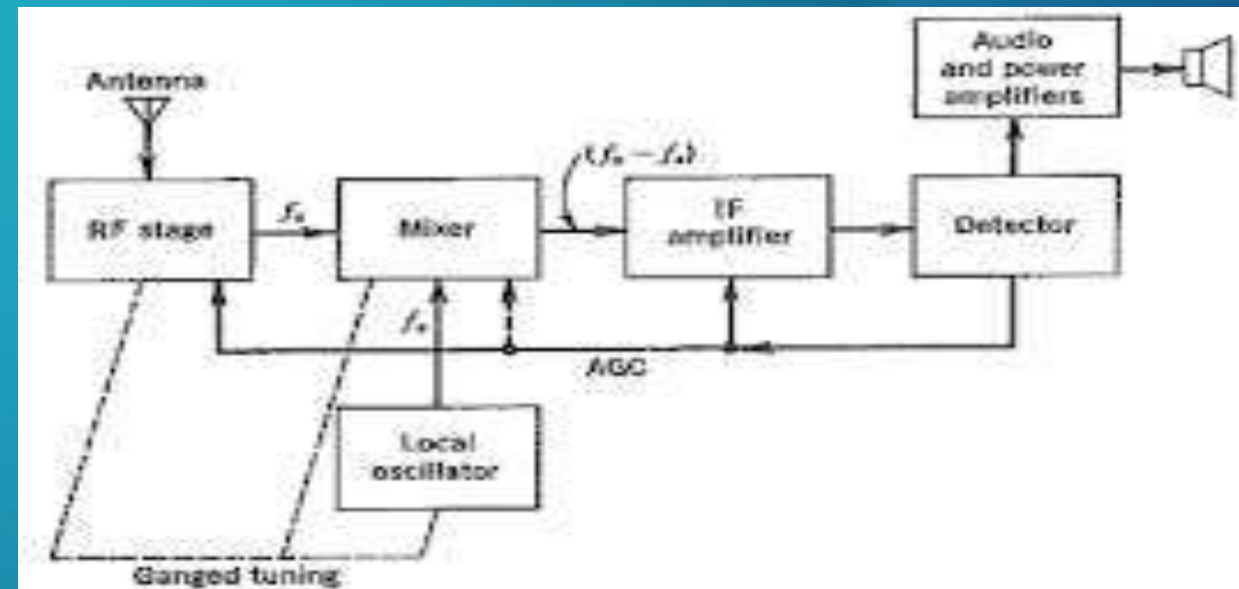 Antenna
RF stage
Mixer
IF
amplifier
Detector
Audio
and power
amplifiers
AGC
Local
oscillator
Ganged tuning